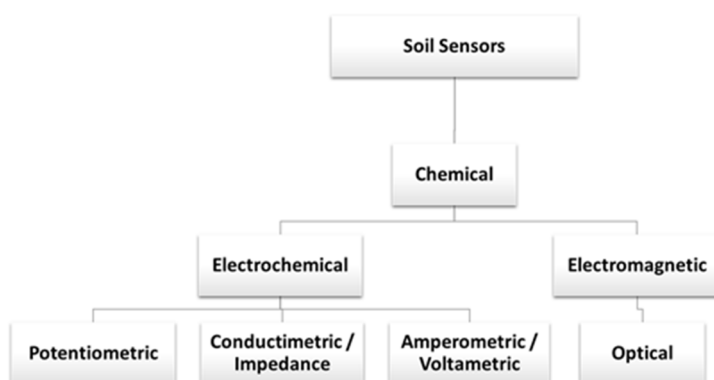 Soil Sensors
Chemical
Electrochemical
Electromagnetic
Potentiometric
Conductimetric /
Impedance
Amperometric /
Voltametric
Optical